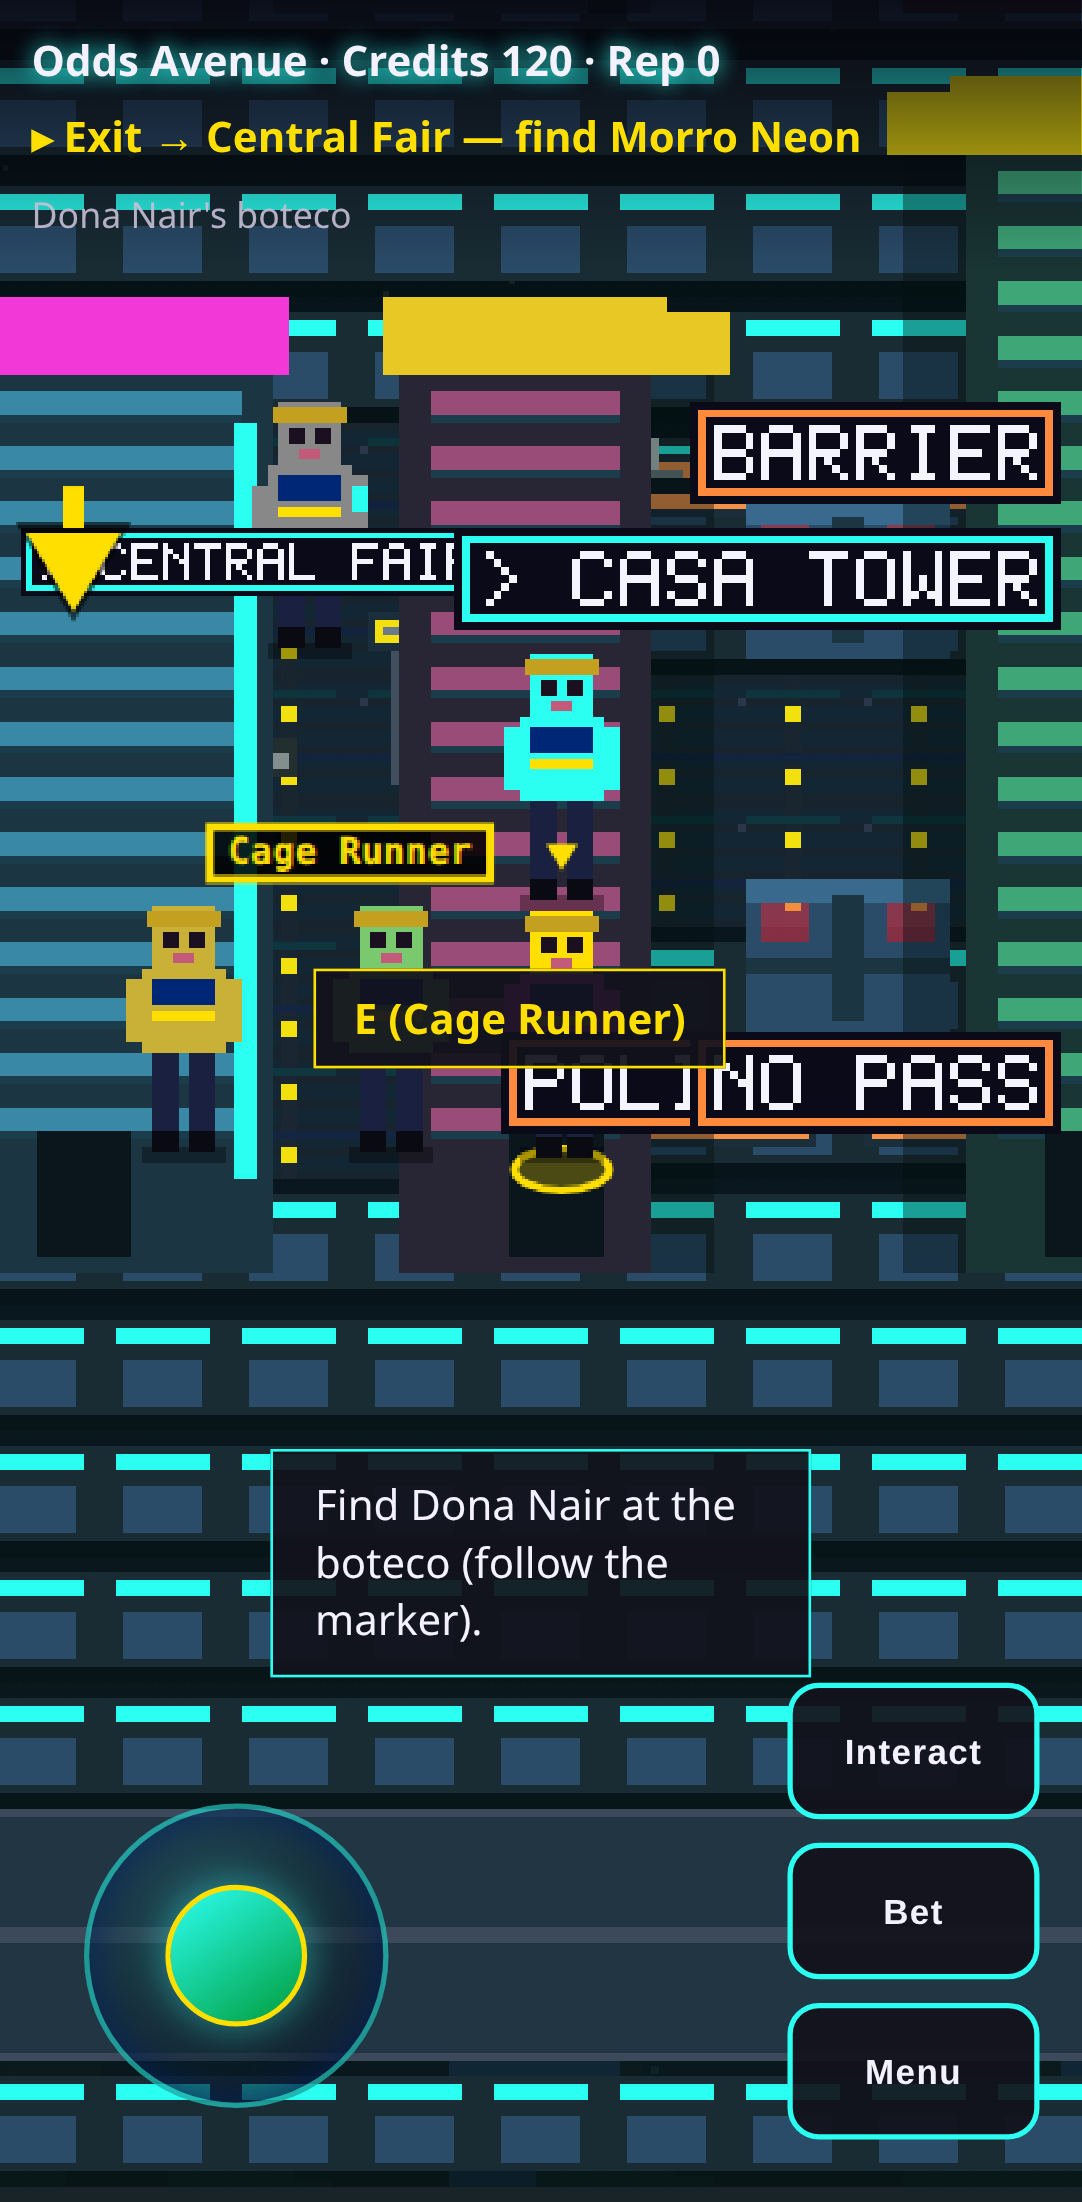 Odds Avenue · Credits 120 · Rep 0
▸ Exit → Central Fair — find Morro Neon
Dona Nair's boteco
BARRIER
CENTRAL FAIR
> CASA TOWER
Cage Runner
E (Cage Runner)
NO PASS
Find Dona Nair at the
boteco (follow the
marker).
Interact
Bet
Menu